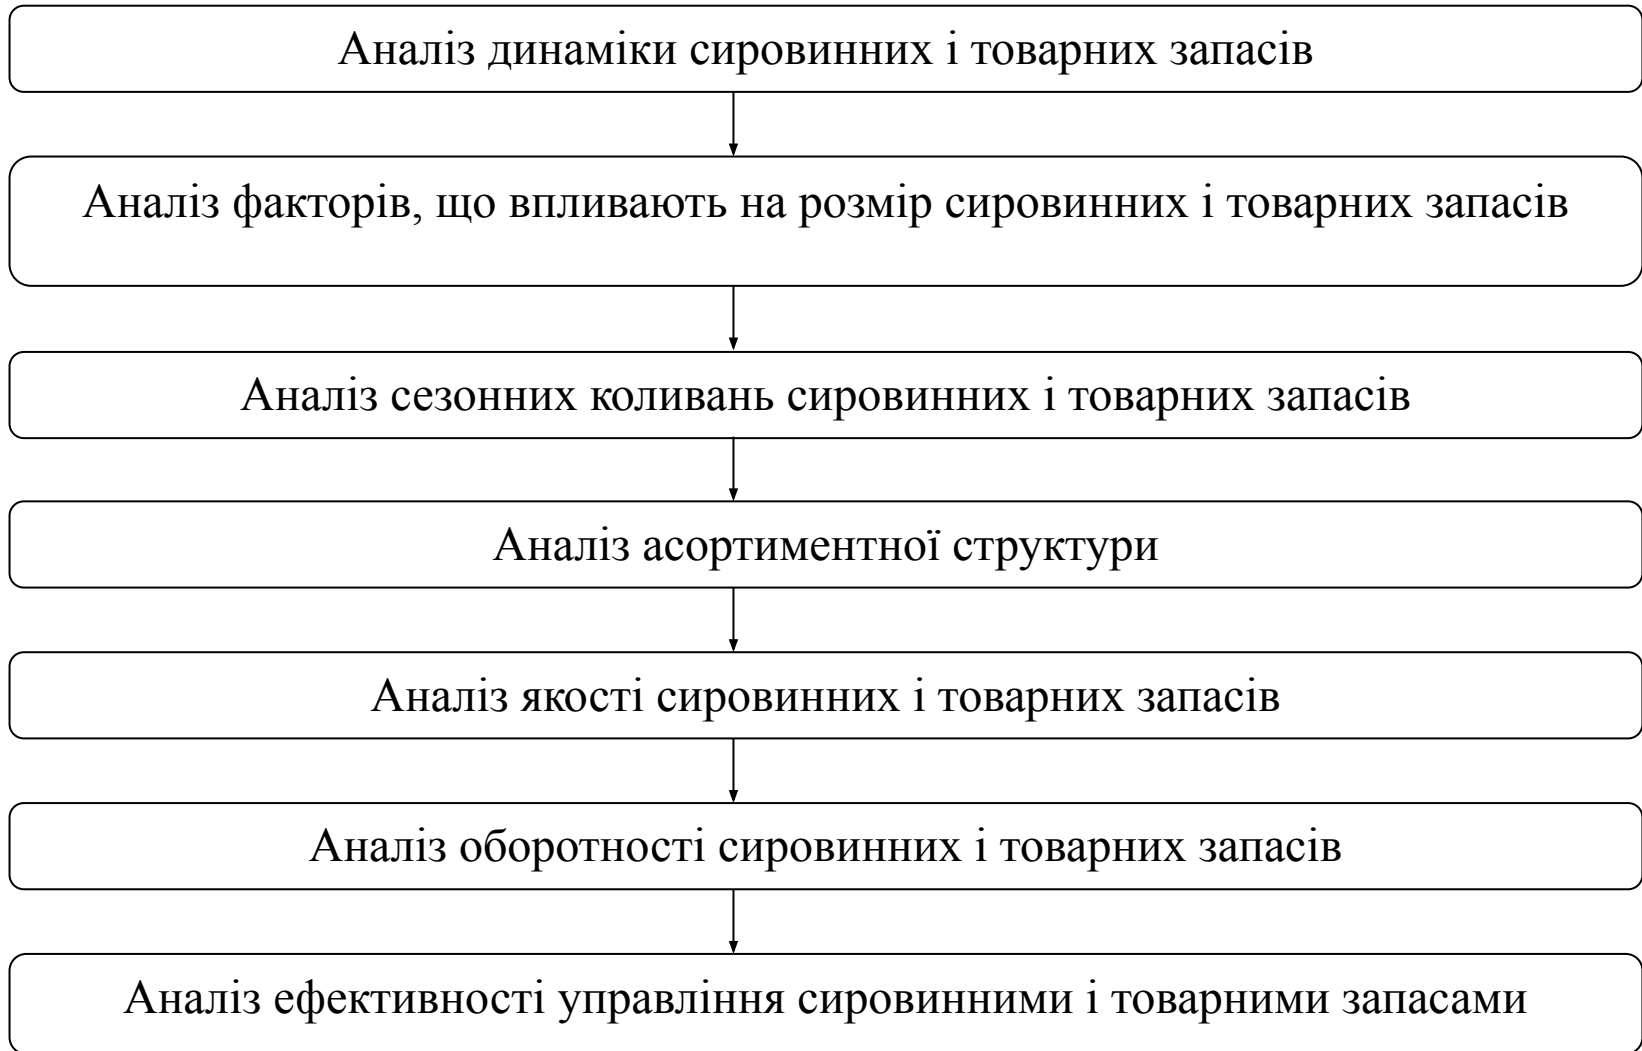 Аналіз динаміки сировинних і товарних запасів
Аналіз факторів, що впливають на розмір сировинних і товарних запасів
Аналіз сезонних коливань сировинних і товарних запасів
Аналіз асортиментної структури
Аналіз якості сировинних і товарних запасів
Аналіз оборотності сировинних і товарних запасів
Аналіз ефективності управління сировинними і товарними запасами